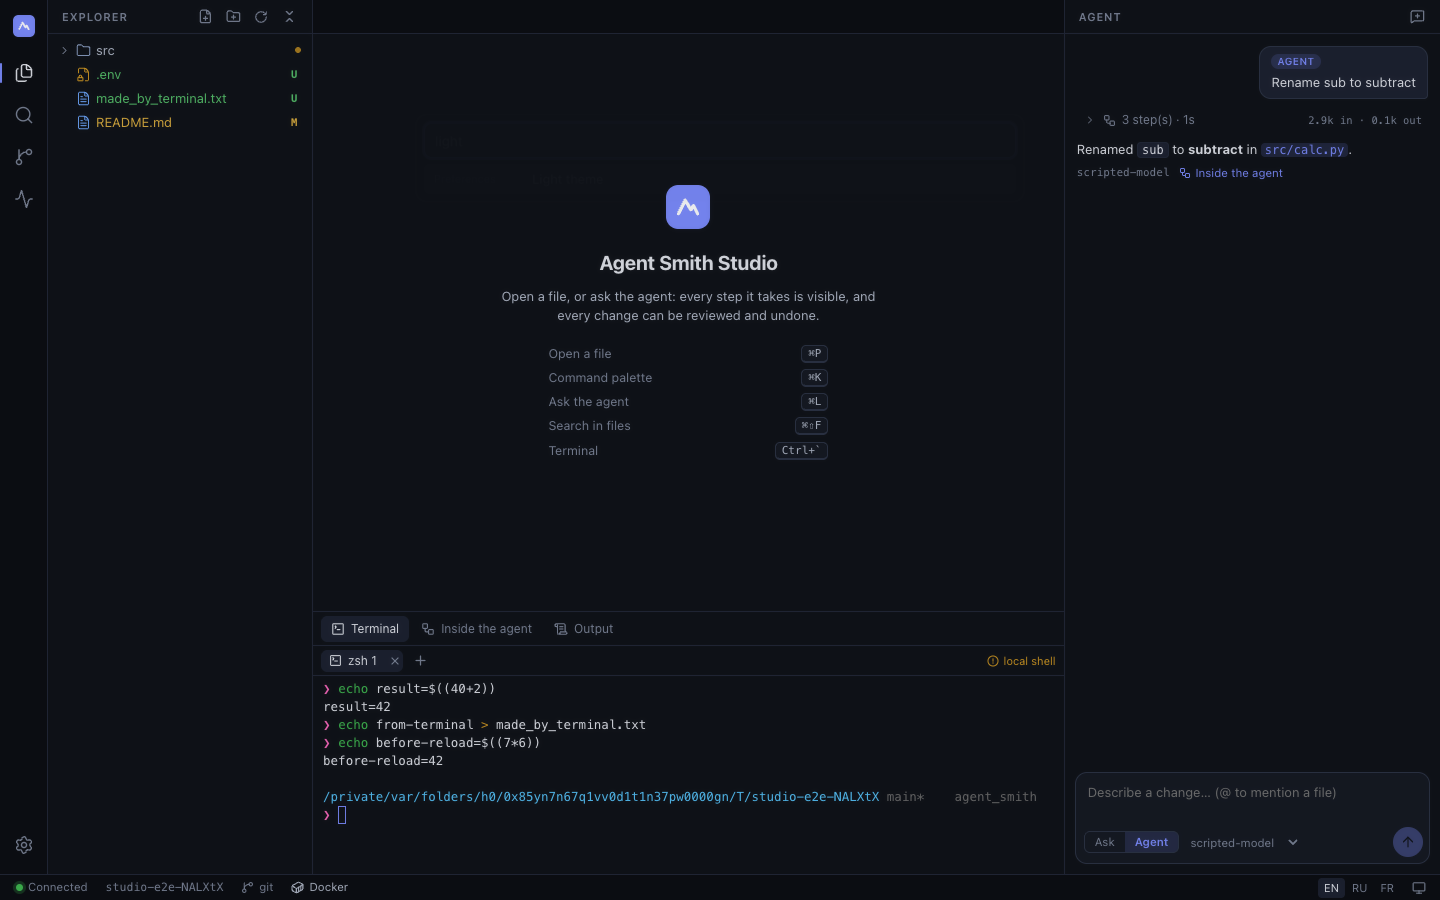 EXPLORER
src
.env U
made_by_terminal.txt U
README.md M
Agent Smith Studio
Open a file, or ask the agent: every step it takes is visible, and
every change can be reviewed and undone.
Open a file ⌘P
Command palette ⌘K
Ask the agent ⌘L
Search in files ⌘⇧F
Terminal Ctrl+`
Terminal Inside the agent Output
zsh 1 local shell
❯ echo result=$((40+2))
result=42
❯ echo from-terminal > made_by_terminal.txt
❯ echo before-reload=$((7*6))
before-reload=42
/private/var/folders/h0/0x85yn7n67q1vv0d1t1n37pw0000gn/T/studio-e2e-NALXtX main* agent_smith
❯
AGENT
AGENT
Rename sub to subtract
3 step(s) · 1s 2.9k in · 0.1k out
Renamed sub to subtract in src/calc.py.
scripted-model Inside the agent
Describe a change... (@ to mention a file)
Ask Agent scripted-model
Connected studio-e2e-NALXtX git Docker EN RU FR